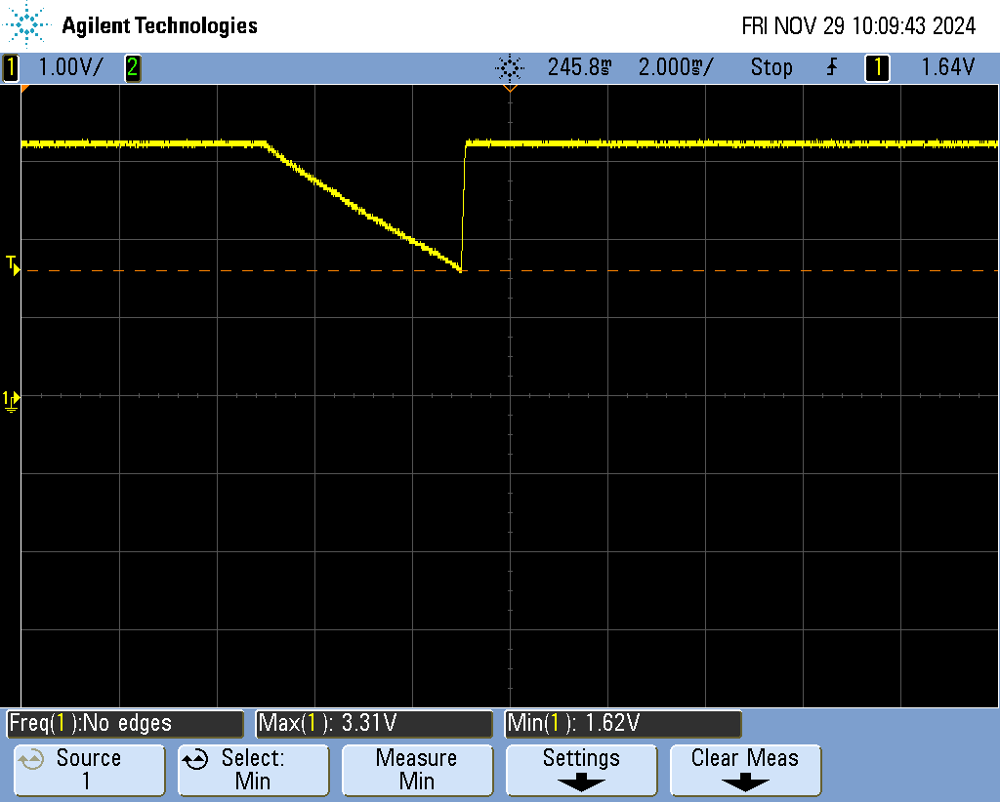 Agilent Technologies FRI NOV 29 10:09:43 2024
1 1.00V/ 2 245.8ms 2.000ms/ Stop 1 1.64V
T
1
Freq(1):No edges Max(1): 3.31V Min(1): 1.62V
Source Select: Measure Settings Clear Meas
1 Min Min